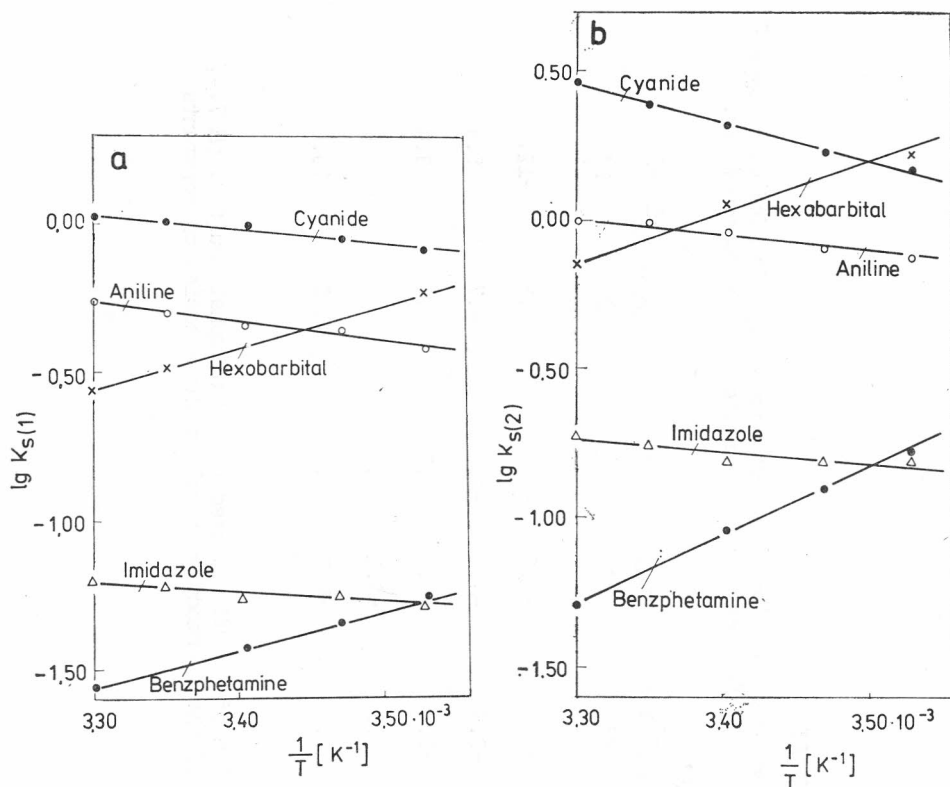 a
0,00
Cyanide
Aniline
-0,50
Hexobarbital
lg Ks(1)
-1,00
Imidazole
-1,50
Benzphetamine
3,30
3,40
3,50·10⁻³
1/T [K⁻¹]
b
0,50
Cyanide
Hexabarbital
0,00
Aniline
-0,50
lg Ks(2)
Imidazole
-1,00
Benzphetamine
-1,50
3,30
3,40
3,50·10⁻³
1/T [K⁻¹]